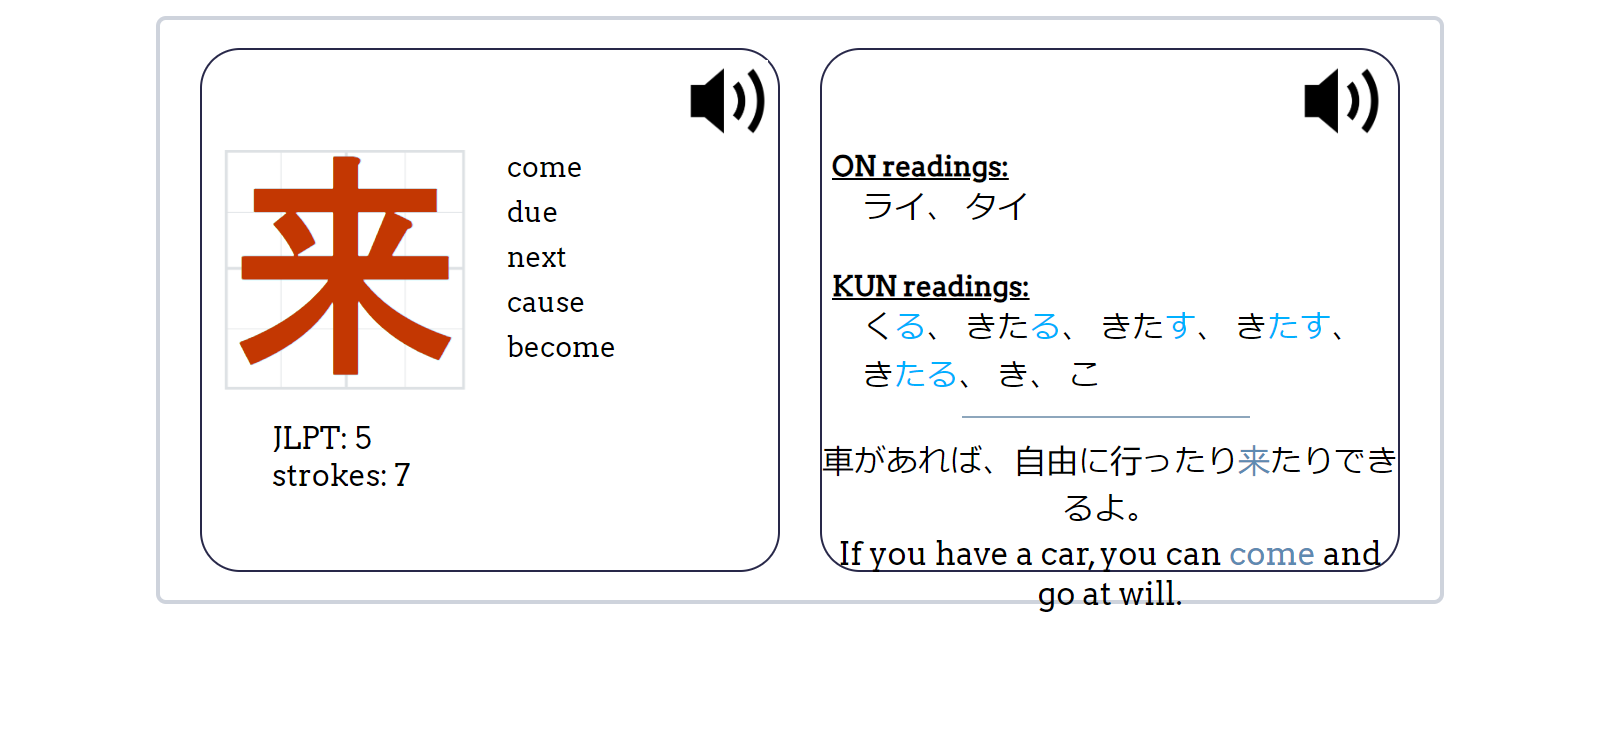 来
come
due
next
cause
become
JLPT: 5
strokes: 7
ON readings:
ライ、 タイ
KUN readings:
くる、 きたる、 きたす、 きたす、
きたる、 き、 こ
車があれば、自由に行ったり来たりでき
るよ。
If you have a car, you can come and
go at will.